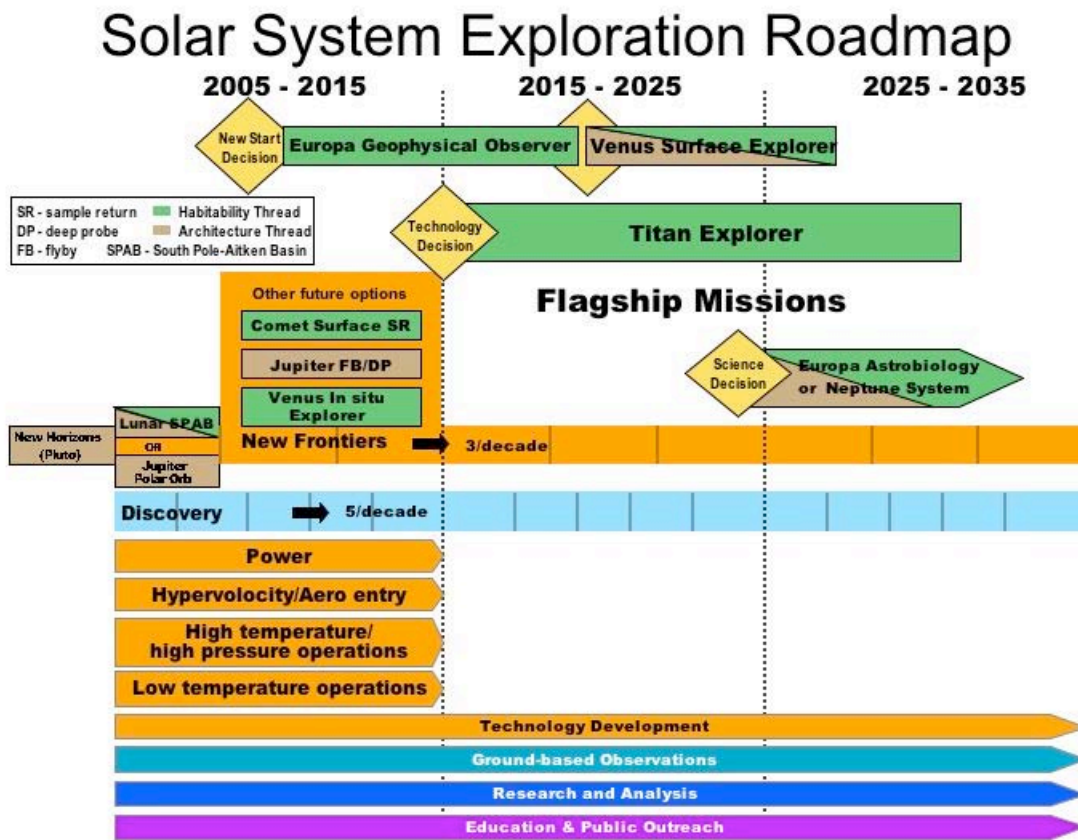 Solar System Exploration Roadmap
2005 - 2015
2015 - 2025
2025 - 2035
New Start
Decision
Europa Geophysical Observer
Venus Surface Explorer
SR - sample return
Habitability Thread
DP - deep probe
Architecture Thread
FB - flyby
SPAB - South Pole-Aitken Basin
Technology
Decision
Titan Explorer
Other future options
Comet Surface SR
Jupiter FB/DP
Venus In situ
Explorer
Flagship Missions
Science
Decision
Europa Astrobiology
or Neptune System
New Horizons
(Pluto)
Lunar SPAB
OR
Jupiter
Polar Orb
New Frontiers
3/decade
Discovery
5/decade
Power
Hypervolocity/Aero entry
High temperature/
high pressure operations
Low temperature operations
Technology Development
Ground-based Observations
Research and Analysis
Education & Public Outreach